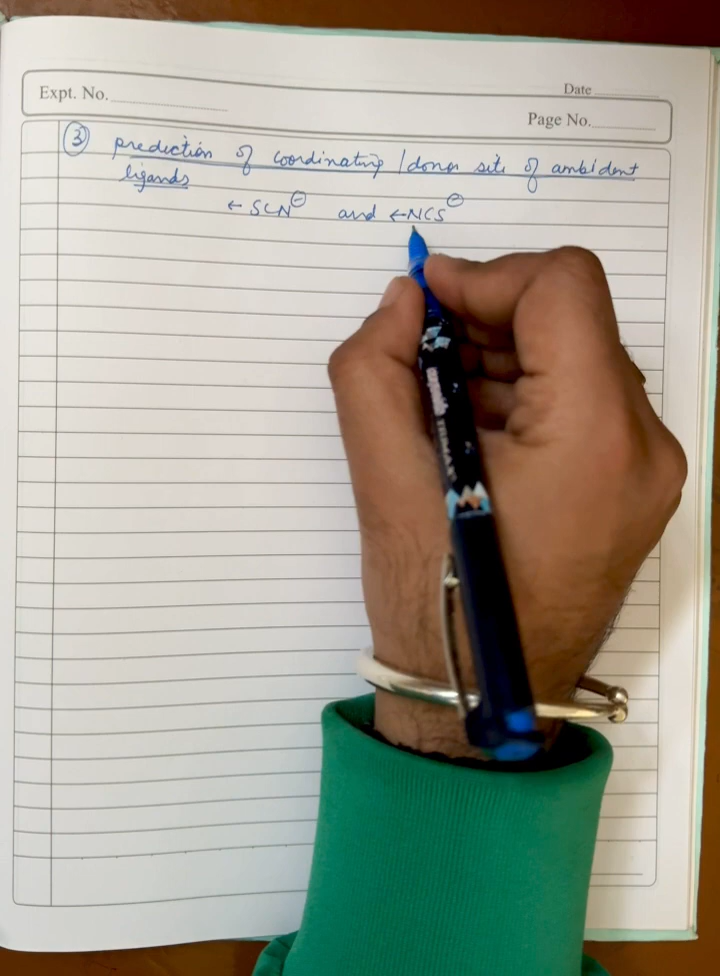 Expt. No.
Date
Page No.
③ prediction of coordinating / donor site of ambident
ligands
← SCN⊖ and ←NCS⊖